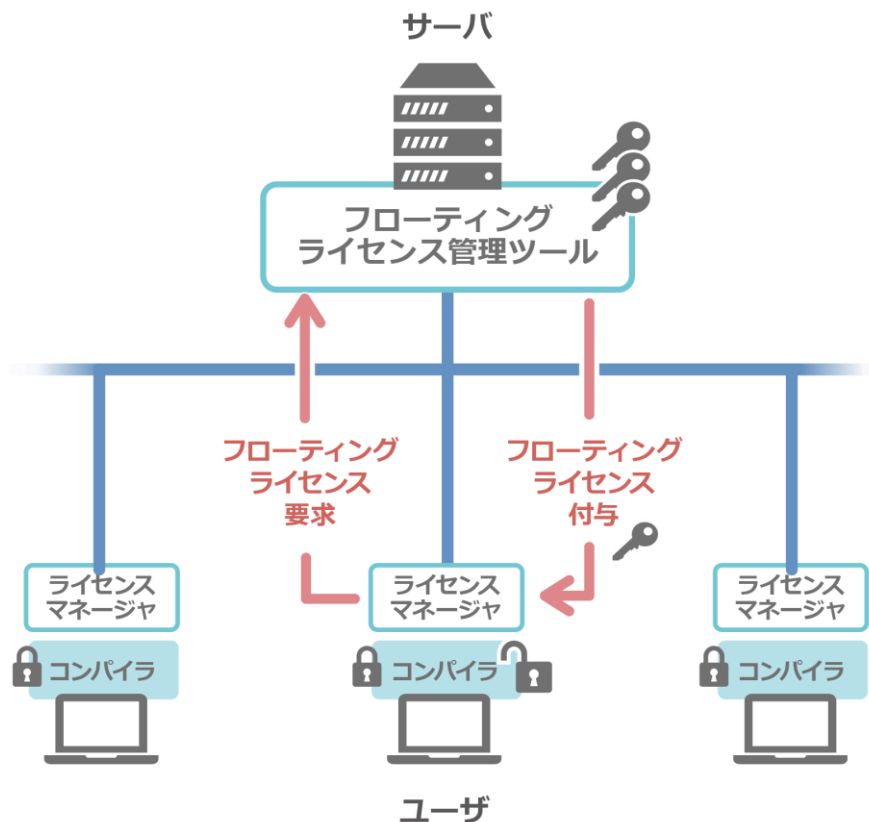 サーバ
フローティング
ライセンス管理ツール
フローティング
ライセンス
要求
フローティング
ライセンス
付与
ライセンス
マネージャ
ライセンス
マネージャ
ライセンス
マネージャ
コンパイラ
コンパイラ
コンパイラ
ユーザ